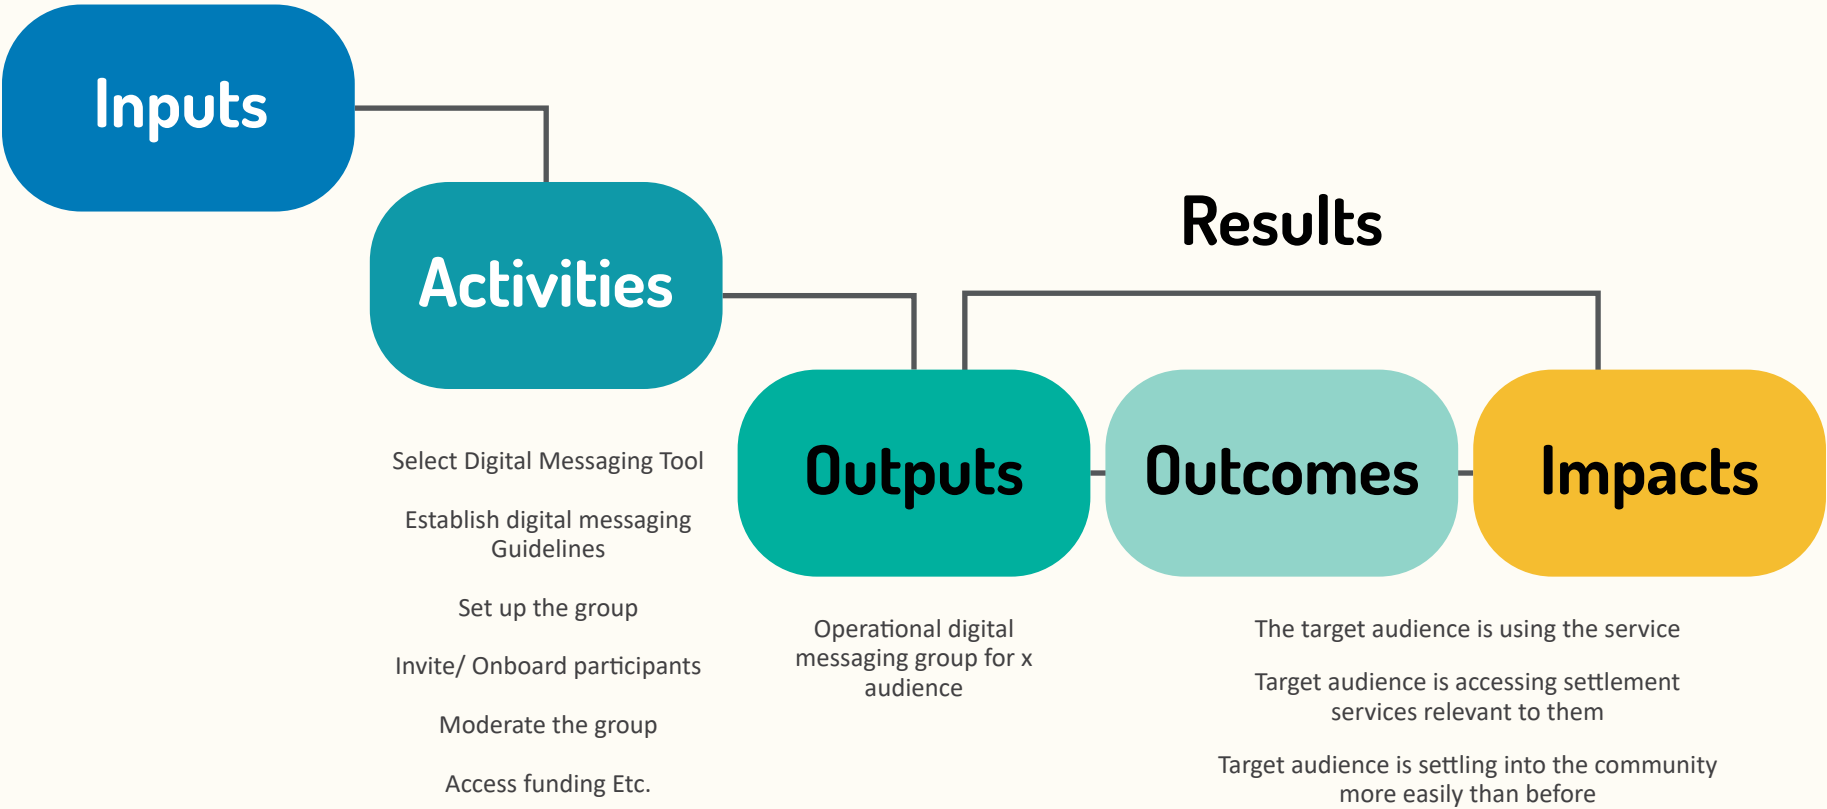 Inputs
Activities
Results
Outputs
Outcomes
Impacts
Select Digital Messaging Tool
Establish digital messaging
Guidelines
Set up the group
Invite/ Onboard participants
Moderate the group
Access funding Etc.
Operational digital
messaging group for x
audience
The target audience is using the service
Target audience is accessing settlement
services relevant to them
Target audience is settling into the community
more easily than before